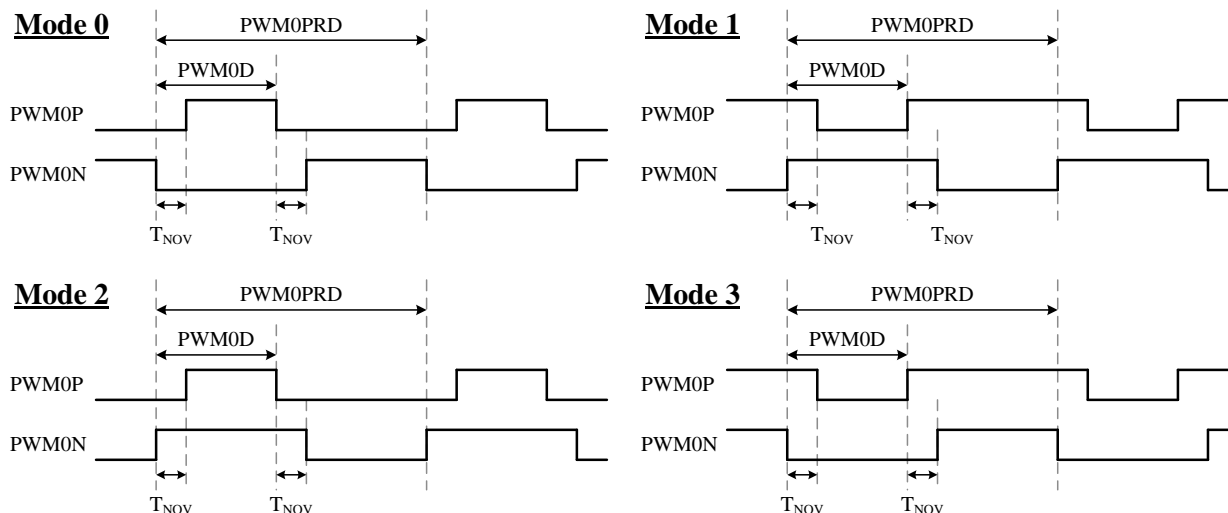 Mode 0
PWM0PRD
PWM0D
PWM0P
PWM0N
TNOV
TNOV
Mode 1
PWM0PRD
PWM0D
PWM0P
PWM0N
TNOV
TNOV
Mode 2
PWM0PRD
PWM0D
PWM0P
PWM0N
TNOV
TNOV
Mode 3
PWM0PRD
PWM0D
PWM0P
PWM0N
TNOV
TNOV